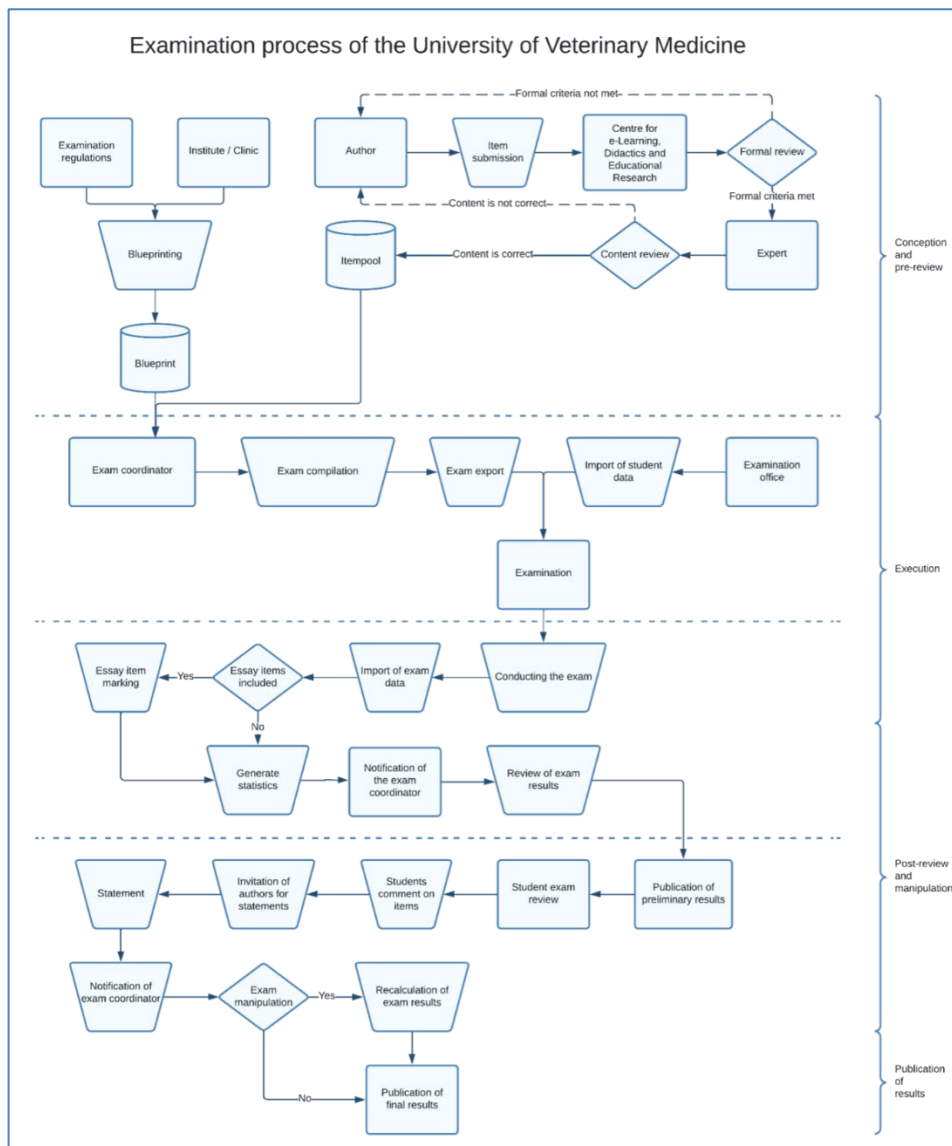 Examination process of the University of Veterinary Medicine
Formal criteria not met
Examination
regulations
Institute / Clinic
Author
Item
submission
Centre for
e-Learning,
Didactics and
Educational
Research
Formal review
Formal criteria met
Content is not correct
Blueprinting
Itempool
Content is correct
Content review
Expert
Conception
and
pre-review
Blueprint
Exam coordinator
Exam compilation
Exam export
Import of student
data
Examination
office
Examination
Execution
Essay item
marking
Yes
Essay items
included
Import of exam
data
Conducting the exam
No
Generate
statistics
Notification of
the exam
coordinator
Review of exam
results
Post-review
and
manipulation
Statement
Invitation of
authors for
statements
Students
comment on
items
Student exam
review
Publication of
preliminary results
Notification of
exam coordinator
Exam
manipulation
Yes
Recalculation of
exam results
No
Publication of
final results
Publication
of
results